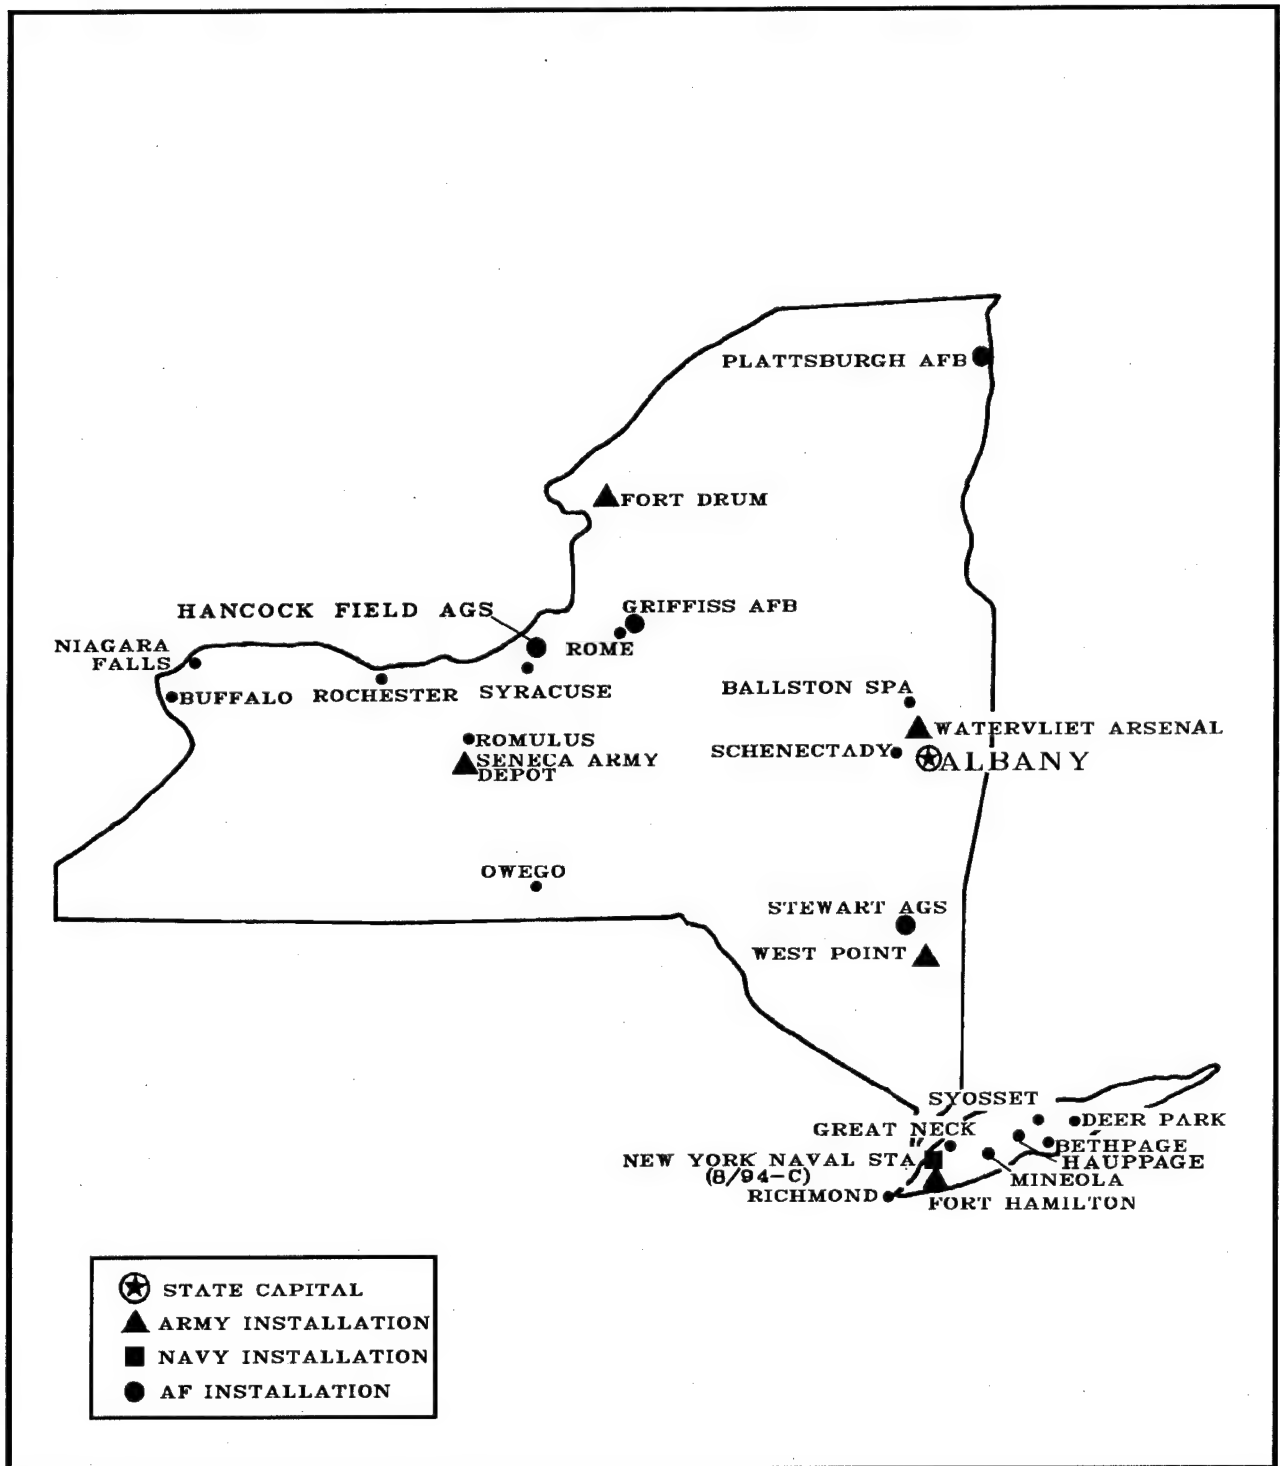 PLATTSBURGH AFB
FORT DRUM
HANCOCK FIELD AGS
GRIFFISS AFB
NIAGARA
FALLS
ROME
BUFFALO
ROCHESTER
SYRACUSE
BALLSTON SPA
WATERVLIET ARSENAL
ROMULUS
SCHENECTADY
SENECA ARMY
DEPOT
ALBANY
OWEGO
STEWART AGS
WEST POINT
SYOSSET
DEER PARK
GREAT NECK
BETHPAGE
NEW YORK NAVAL STA
(8/94-C)
HAUPPAGE
MINEOLA
RICHMOND
FORT HAMILTON
STATE CAPITAL
ARMY INSTALLATION
NAVY INSTALLATION
AF INSTALLATION